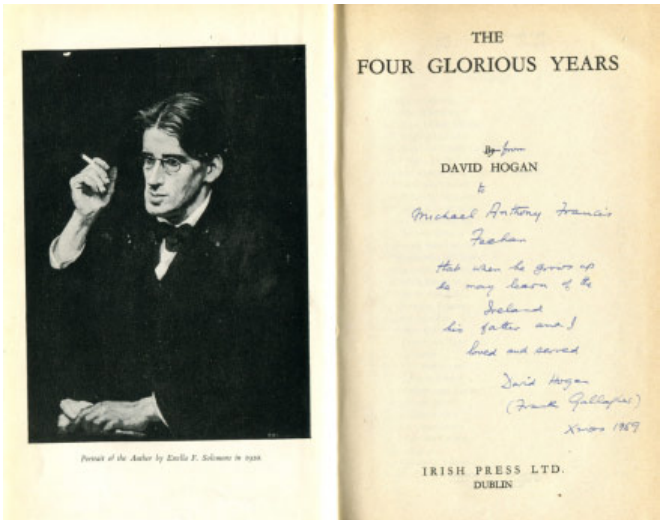 Portrait of the Author by Estella F. Solomons in 1920.
THE
FOUR GLORIOUS YEARS
By from
DAVID HOGAN
to
Michael Anthony Francis
Feehan
that when he grows up
he may learn of the
Ireland
his father and I
loved and served
David Hogan
(Frank Gallagher)
Xmas
IRISH PRESS LTD.
DUBLIN